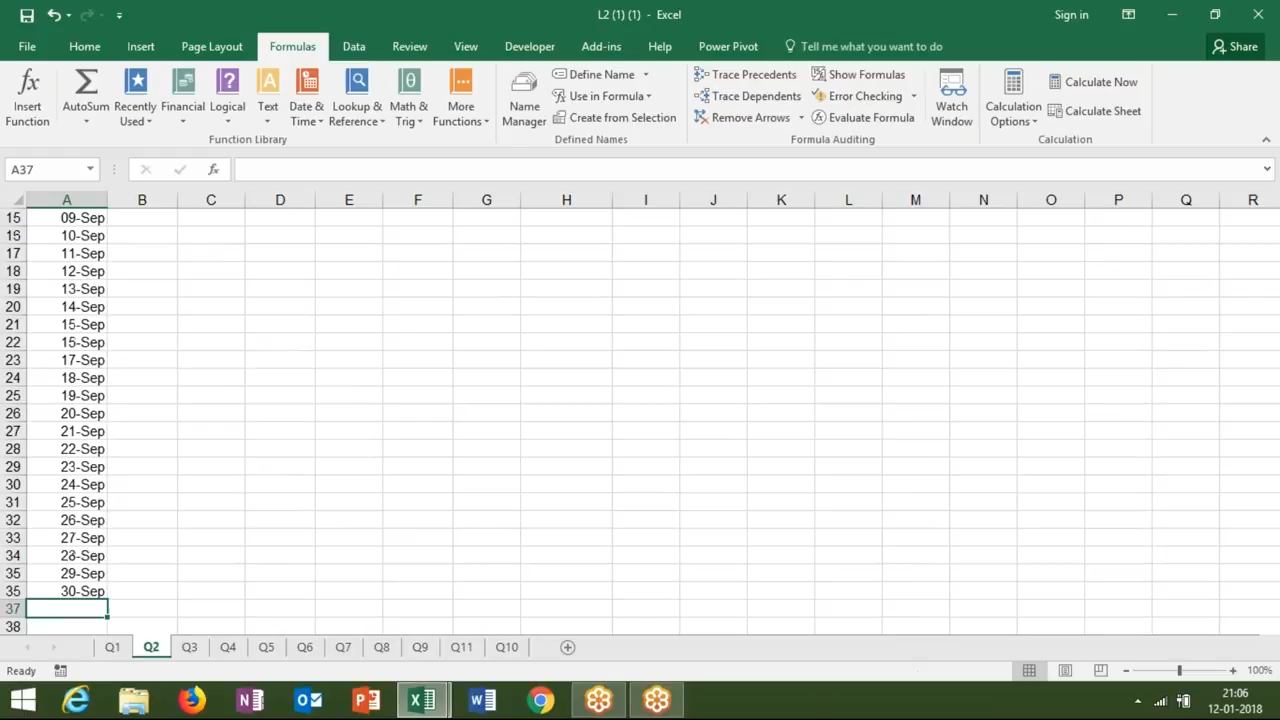 L2 (1) (1) - Excel
Sign in
File Home Insert Page Layout Formulas Data Review View Developer Add-ins Help Power Pivot Tell me what you want to do Share
Insert Function
AutoSum
Recently Used
Financial
Logical
Text
Date & Time
Lookup & Reference
Math & Trig
More Functions
Function Library
Name Manager
Define Name
Use in Formula
Create from Selection
Defined Names
Trace Precedents
Trace Dependents
Remove Arrows
Show Formulas
Error Checking
Evaluate Formula
Formula Auditing
Watch Window
Calculation Options
Calculate Now
Calculate Sheet
Calculation
A37 fx
A B C D E F G H I J K L M N O P Q R
15 09-Sep
16 10-Sep
17 11-Sep
18 12-Sep
19 13-Sep
20 14-Sep
21 15-Sep
22 15-Sep
23 17-Sep
24 18-Sep
25 19-Sep
26 20-Sep
27 21-Sep
28 22-Sep
29 23-Sep
30 24-Sep
31 25-Sep
32 26-Sep
33 27-Sep
34 28-Sep
35 29-Sep
35 30-Sep
37
38
Q1 Q2 Q3 Q4 Q5 Q6 Q7 Q8 Q9 Q11 Q10
Ready
100%
21:06
12-01-2018